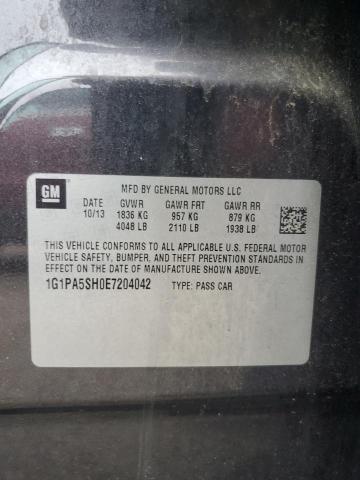 GM
MFD BY GENERAL MOTORS LLC
DATE GVWR GAWR FRT GAWR RR
10/13 1836 KG 957 KG 879 KG
4048 LB 2110 LB 1938 LB
THIS VEHICLE CONFORMS TO ALL APPLICABLE U.S. FEDERAL MOTOR
VEHICLE SAFETY, BUMPER, AND THEFT PREVENTION STANDARDS IN
EFFECT ON THE DATE OF MANUFACTURE SHOWN ABOVE.
1G1PA5SH0E7204042 TYPE: PASS CAR